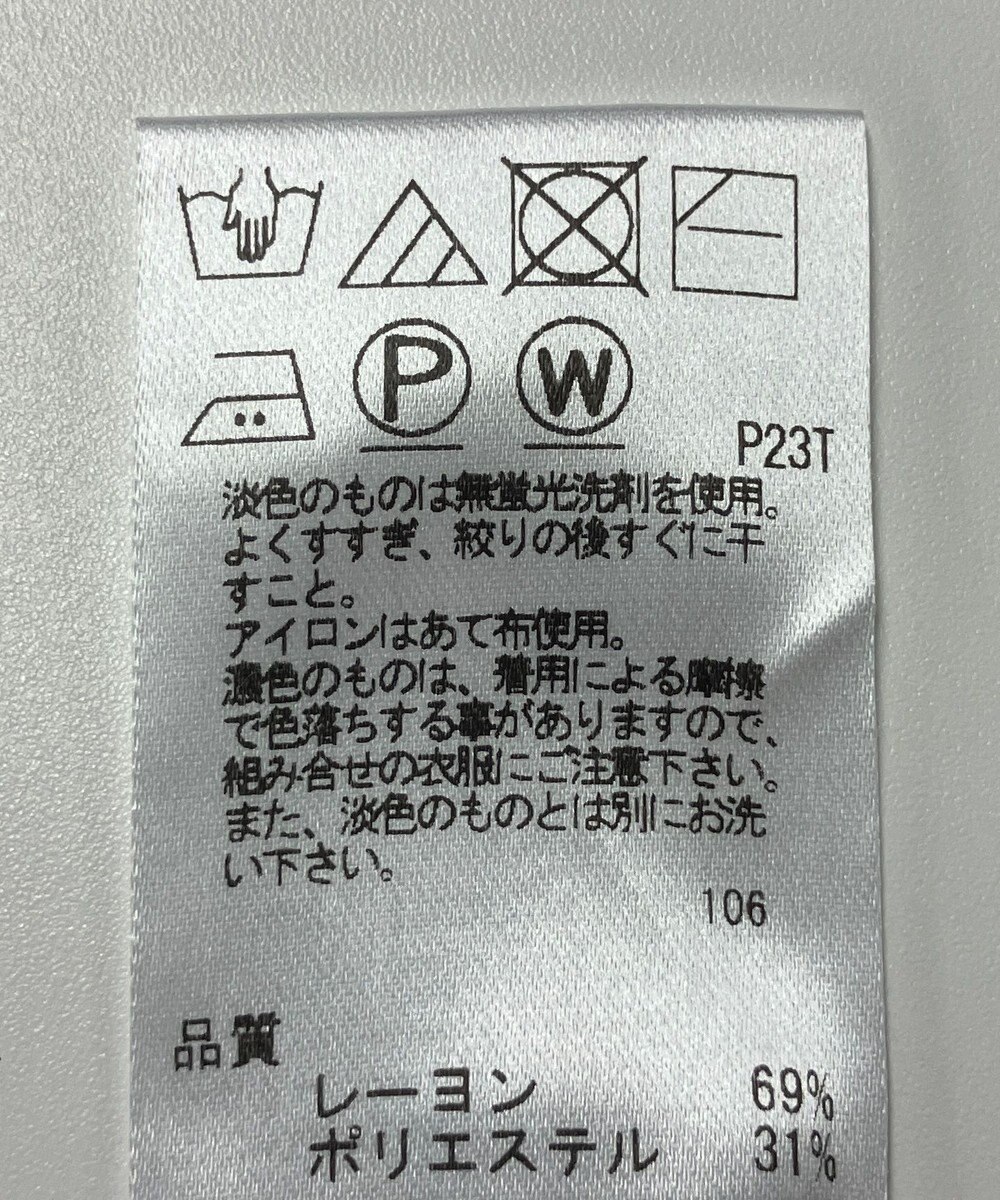 P
W
P23T
淡色のものは無蛍光洗剤を使用。
よくすすぎ、絞りの後すぐに干
すこと。
アイロンはあて布使用。
濃色のものは、着用による摩擦
で色落ちする事がありますので、
組み合せの衣服にご注意下さい。
また、淡色のものとは別にお洗
い下さい。
106
品質
レーヨン 69%
ポリエステル 31%